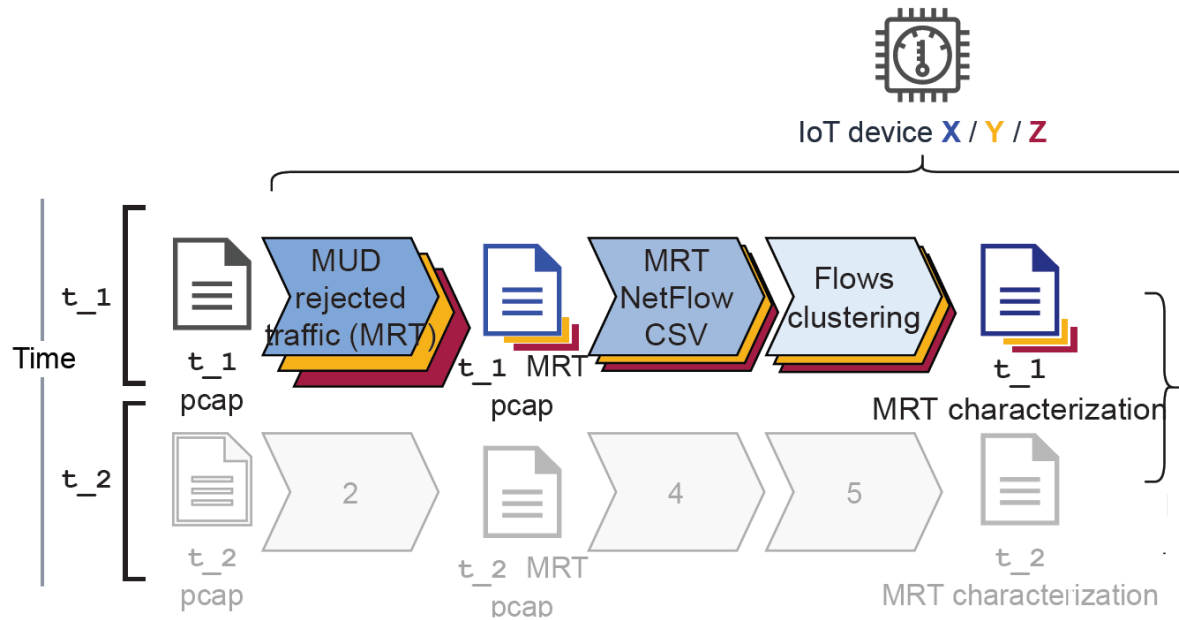 IoT device X / Y / Z
Time
t_1
t_1
pcap
MUD
rejected
traffic (MRT)
t_1 MRT
pcap
MRT
NetFlow
CSV
Flows
clustering
t_1
MRT characterization
t_2
t_2
pcap
2
t_2 MRT
pcap
4
5
t_2
MRT characterization